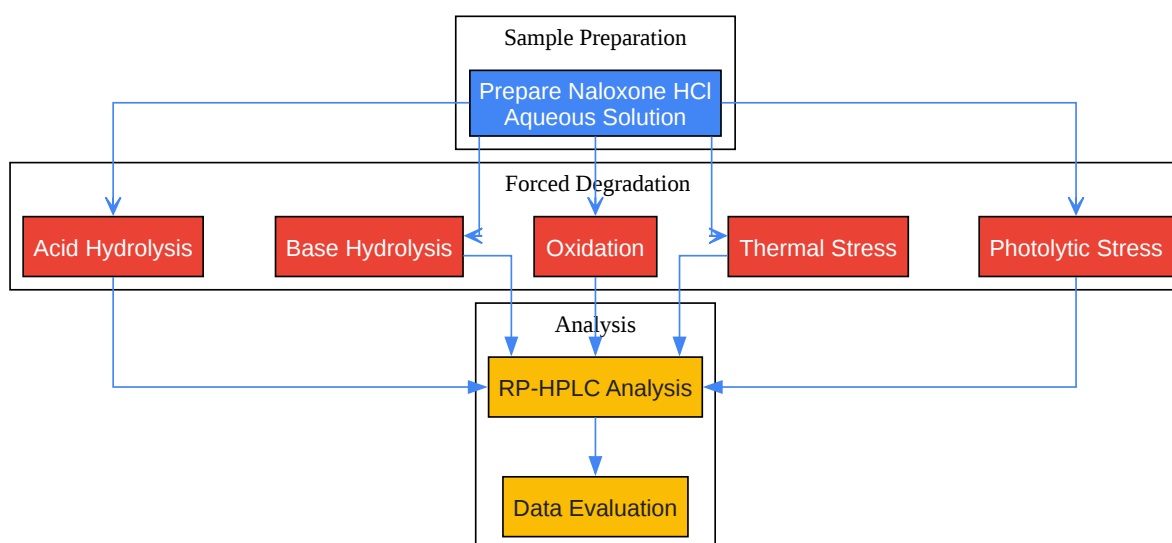 Sample Preparation
Prepare Naloxone HCl
Aqueous Solution
Forced Degradation
Acid Hydrolysis
Base Hydrolysis
Oxidation
Thermal Stress
Photolytic Stress
Analysis
RP-HPLC Analysis
Data Evaluation